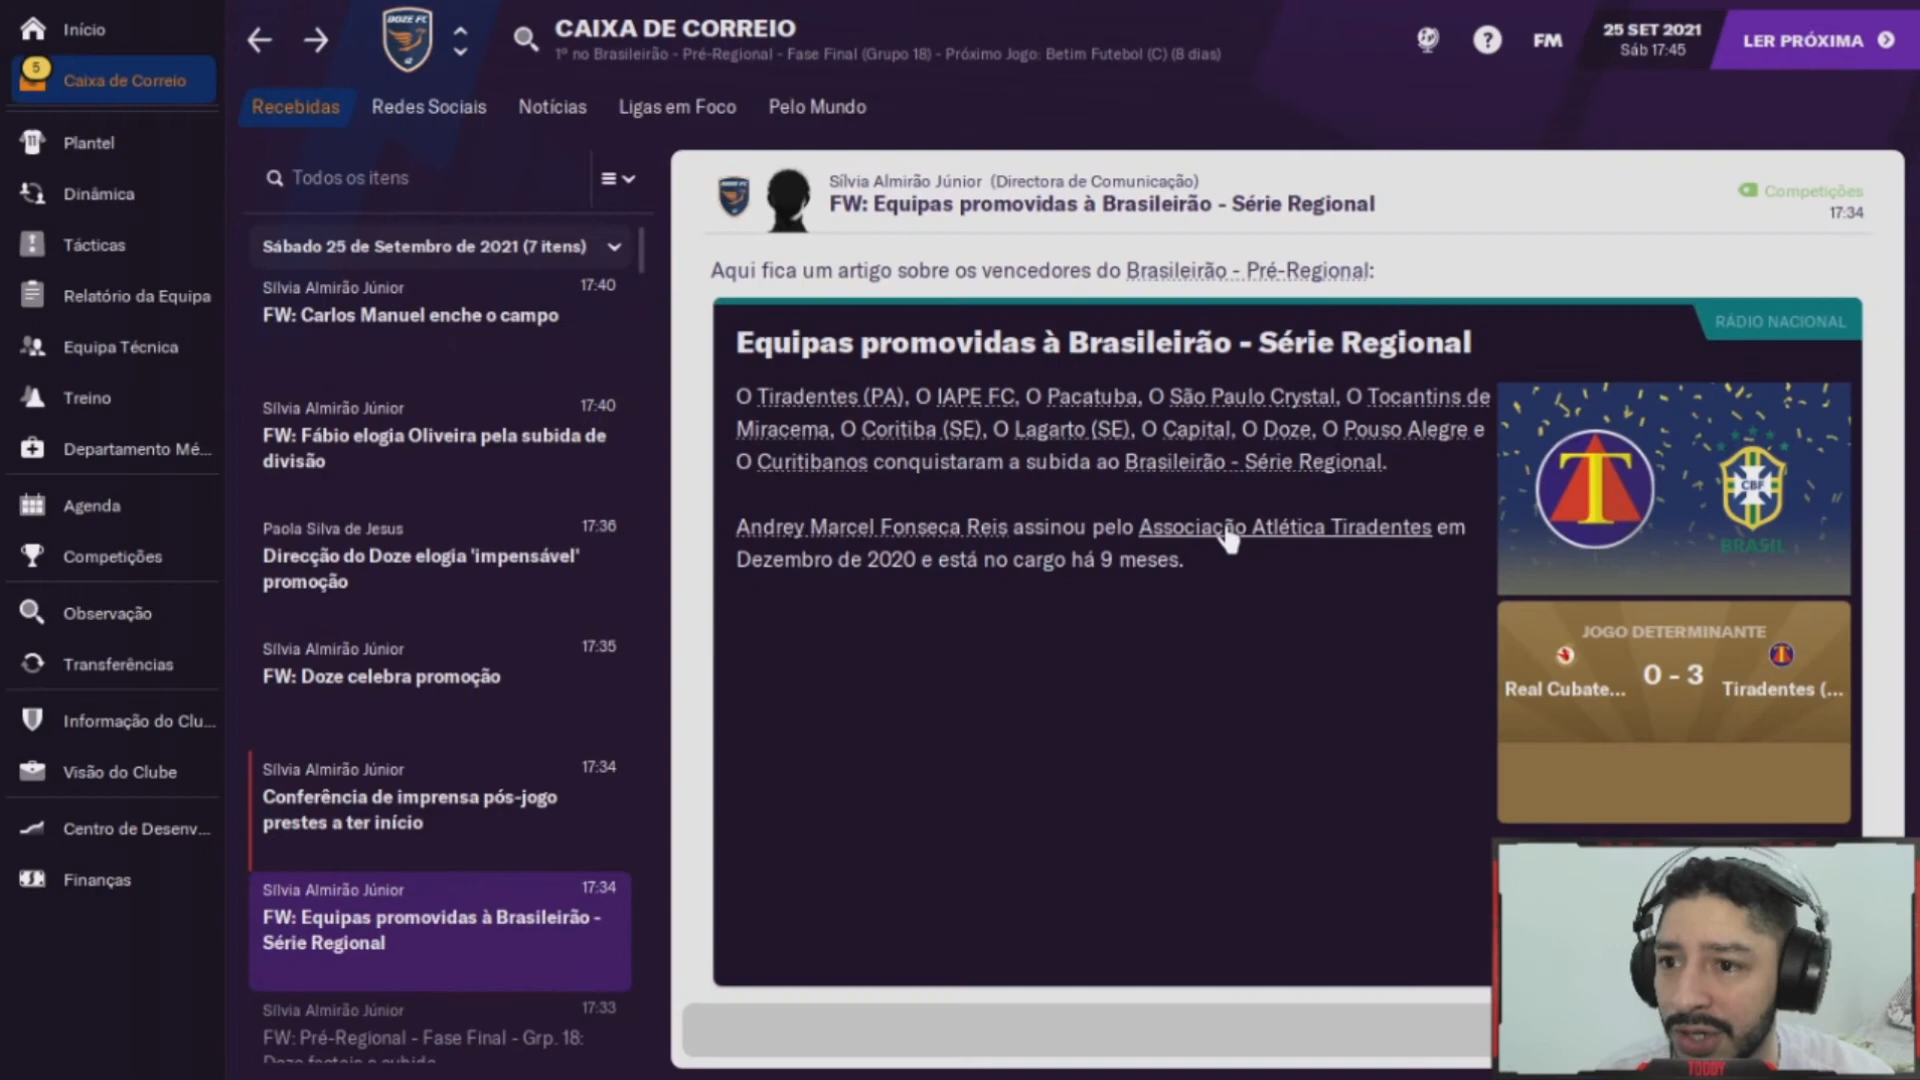 Início
5
Caixa de Correio
Plantel
Dinâmica
Tácticas
Relatório da Equipa
Equipa Técnica
Treino
Departamento Mé...
Agenda
Competições
Observação
Transferências
Informação do Clu...
Visão do Clube
Centro de Desenv...
Finanças
DOZE FC
CAIXA DE CORREIO
1º no Brasileirão - Pré-Regional - Fase Final (Grupo 18) - Próximo Jogo: Betim Futebol (C) (8 dias)
?
FM
25 SET 2021
Sáb 17:45
LER PRÓXIMA
Recebidas
Redes Sociais
Notícias
Ligas em Foco
Pelo Mundo
Todos os itens
Sábado 25 de Setembro de 2021 (7 itens)
Sílvia Almirão Júnior 17:40
FW: Carlos Manuel enche o campo
Sílvia Almirão Júnior 17:40
FW: Fábio elogia Oliveira pela subida de
divisão
Paola Silva de Jesus 17:36
Direcção do Doze elogia 'impensável'
promoção
Sílvia Almirão Júnior 17:35
FW: Doze celebra promoção
Sílvia Almirão Júnior 17:34
Conferência de imprensa pós-jogo
prestes a ter início
Sílvia Almirão Júnior 17:34
FW: Equipas promovidas à Brasileirão -
Série Regional
Sílvia Almirão Júnior 17:33
FW: Pré-Regional - Fase Final - Grp. 18:
Doze festeja a subida
Sílvia Almirão Júnior (Directora de Comunicação)
FW: Equipas promovidas à Brasileirão - Série Regional
Competições
17:34
Aqui fica um artigo sobre os vencedores do Brasileirão - Pré-Regional:
RÁDIO NACIONAL
Equipas promovidas à Brasileirão - Série Regional
O Tiradentes (PA), O IAPE FC, O Pacatuba, O São Paulo Crystal, O Tocantins de
Miracema, O Coritiba (SE), O Lagarto (SE), O Capital, O Doze, O Pouso Alegre e
O Curitibanos conquistaram a subida ao Brasileirão - Série Regional.
Andrey Marcel Fonseca Reis assinou pelo Associação Atlética Tiradentes em
Dezembro de 2020 e está no cargo há 9 meses.
T
CBF
BRASIL
JOGO DETERMINANTE
0 - 3
Real Cubate...
Tiradentes (...
TODDY